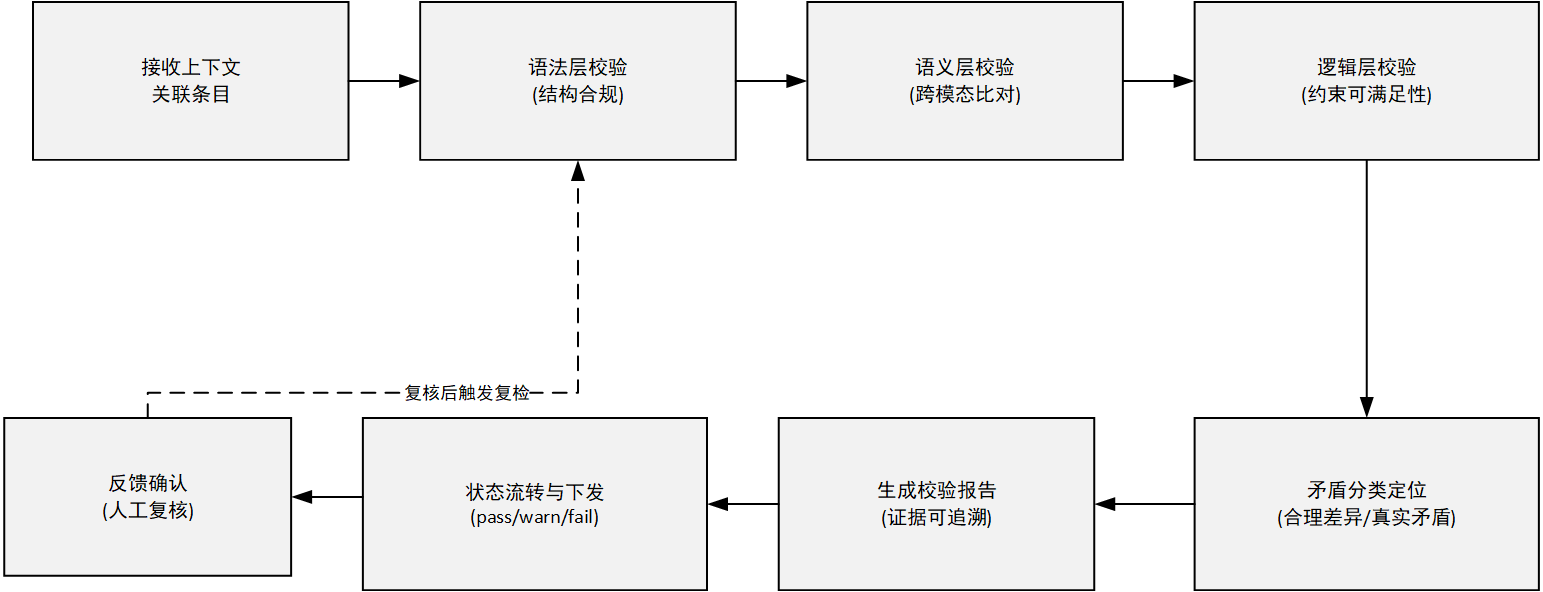 接收上下文
关联条目
语法层校验
(结构合规)
语义层校验
(跨模态比对)
逻辑层校验
(约束可满足性)
复核后触发复检
反馈确认
(人工复核)
状态流转与下发
(pass/warn/fail)
生成校验报告
(证据可追溯)
矛盾分类定位
(合理差异/真实矛盾)